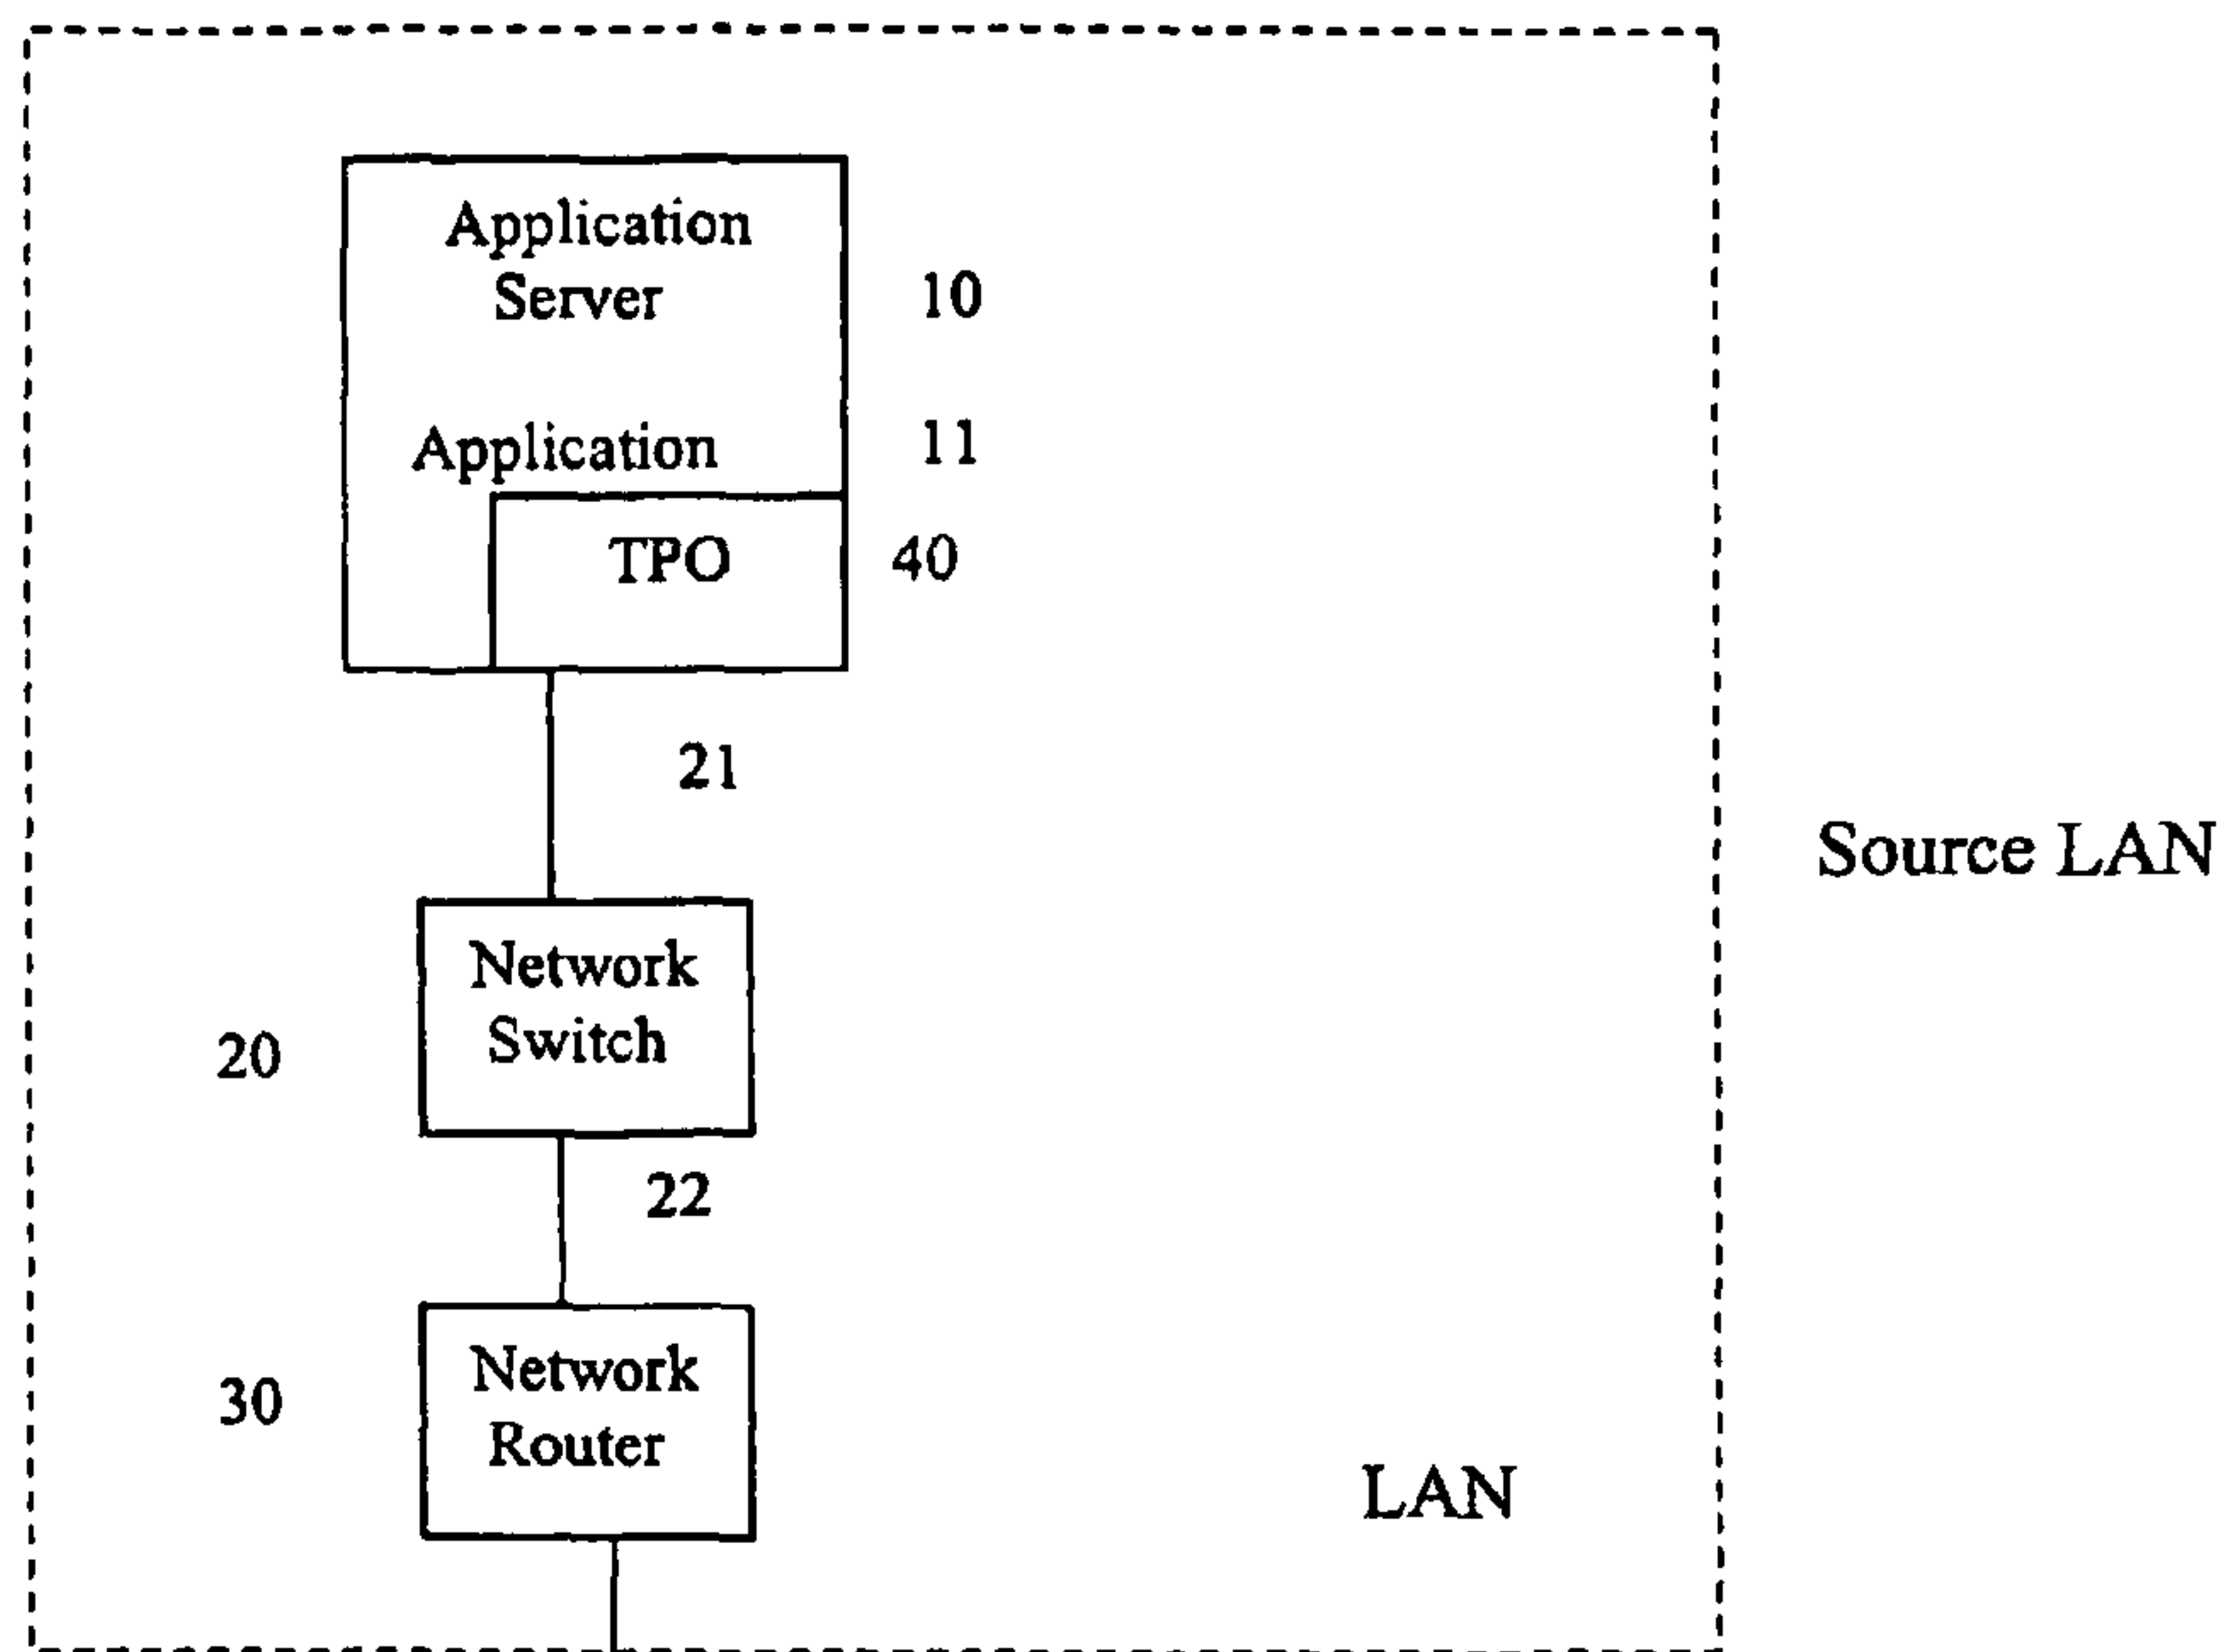 Application
Server
10
Application
11
TPO
40
21
Source LAN
Network
Switch
20
22
Network
Router
30
LAN